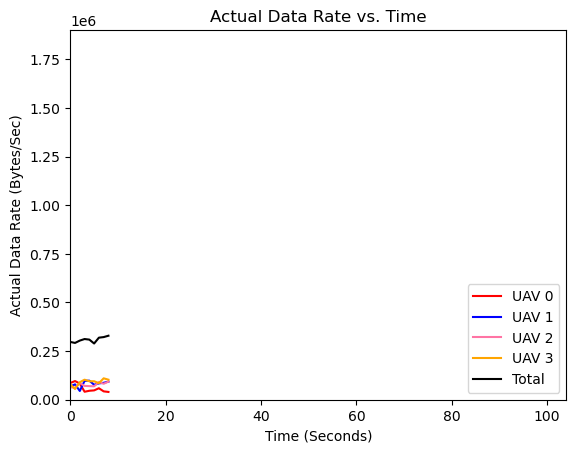 Actual Data Rate vs. Time
1e6
1.75
1.50
1.25
1.00
0.75
0.50
0.25
0.00
Actual Data Rate (Bytes/Sec)
UAV 0
UAV 1
UAV 2
UAV 3
Total
0 20 40 60 80 100
Time (Seconds)